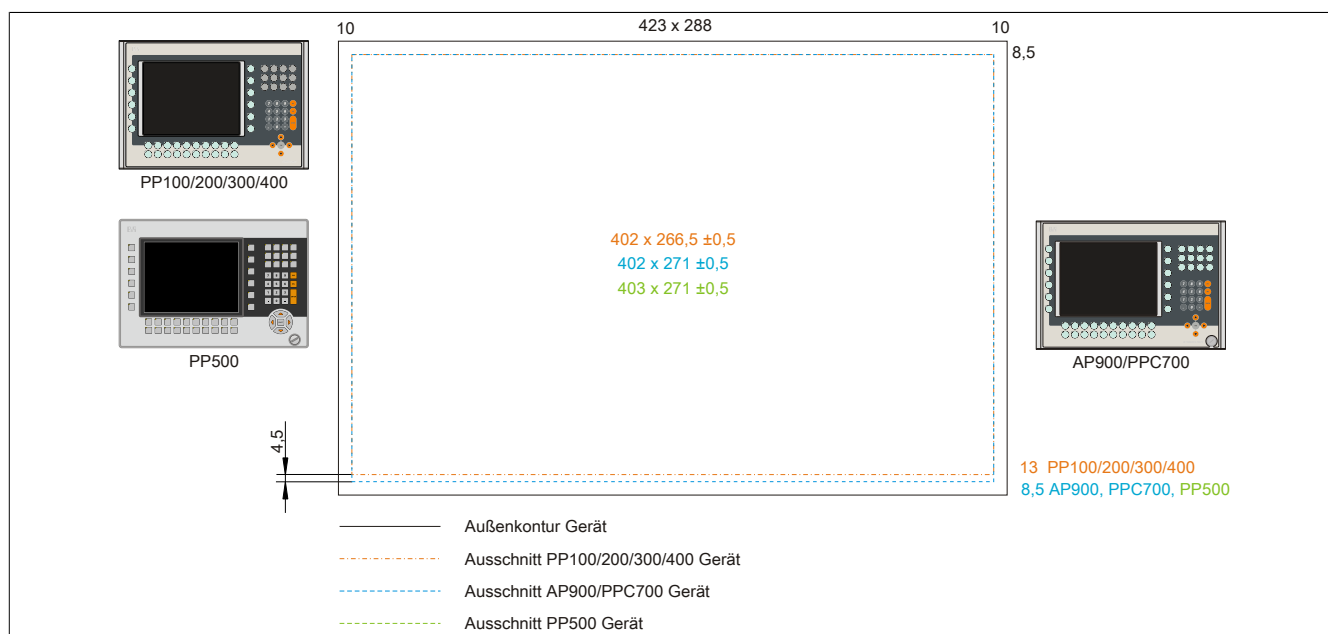 10
423 x 288
10
8,5
PP100/200/300/400
402 x 266,5 ±0,5
402 x 271 ±0,5
403 x 271 ±0,5
PP500
AP900/PPC700
4,5
13 PP100/200/300/400
8,5 AP900, PPC700, PP500
Außenkontur Gerät
Ausschnitt PP100/200/300/400 Gerät
Ausschnitt AP900/PPC700 Gerät
Ausschnitt PP500 Gerät